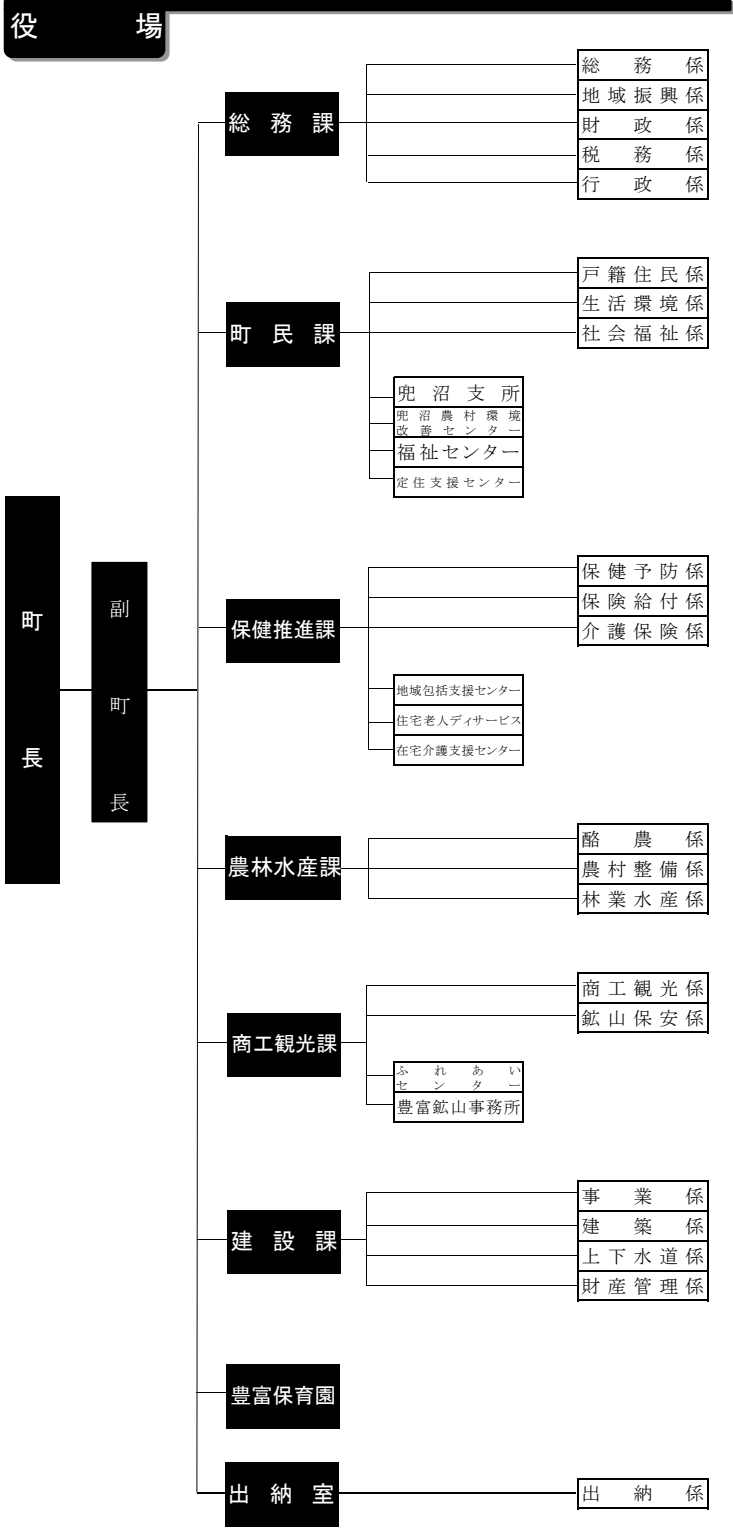 役場
総務課
総務係
地域振興係
財政係
税務係
行政係
町民課
戸籍住民係
生活環境係
社会福祉係
兜沼支所
兜沼農村環境
改善センター
福祉センター
定住支援センター
町長
副町長
保健推進課
保健予防係
保険給付係
介護保険係
地域包括支援センター
住宅老人ディサービス
在宅介護支援センター
農林水産課
酪農係
農村整備係
林業水産係
商工観光課
商工観光係
鉱山保安係
ふれあい
センター
豊富鉱山事務所
建設課
事業係
建築係
上下水道係
財産管理係
豊富保育園
出納室
出納係